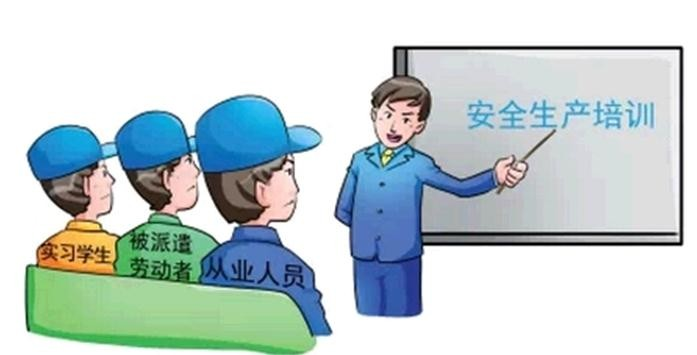 安全生产培训
实习学生
被派遣
劳动者
从业人员